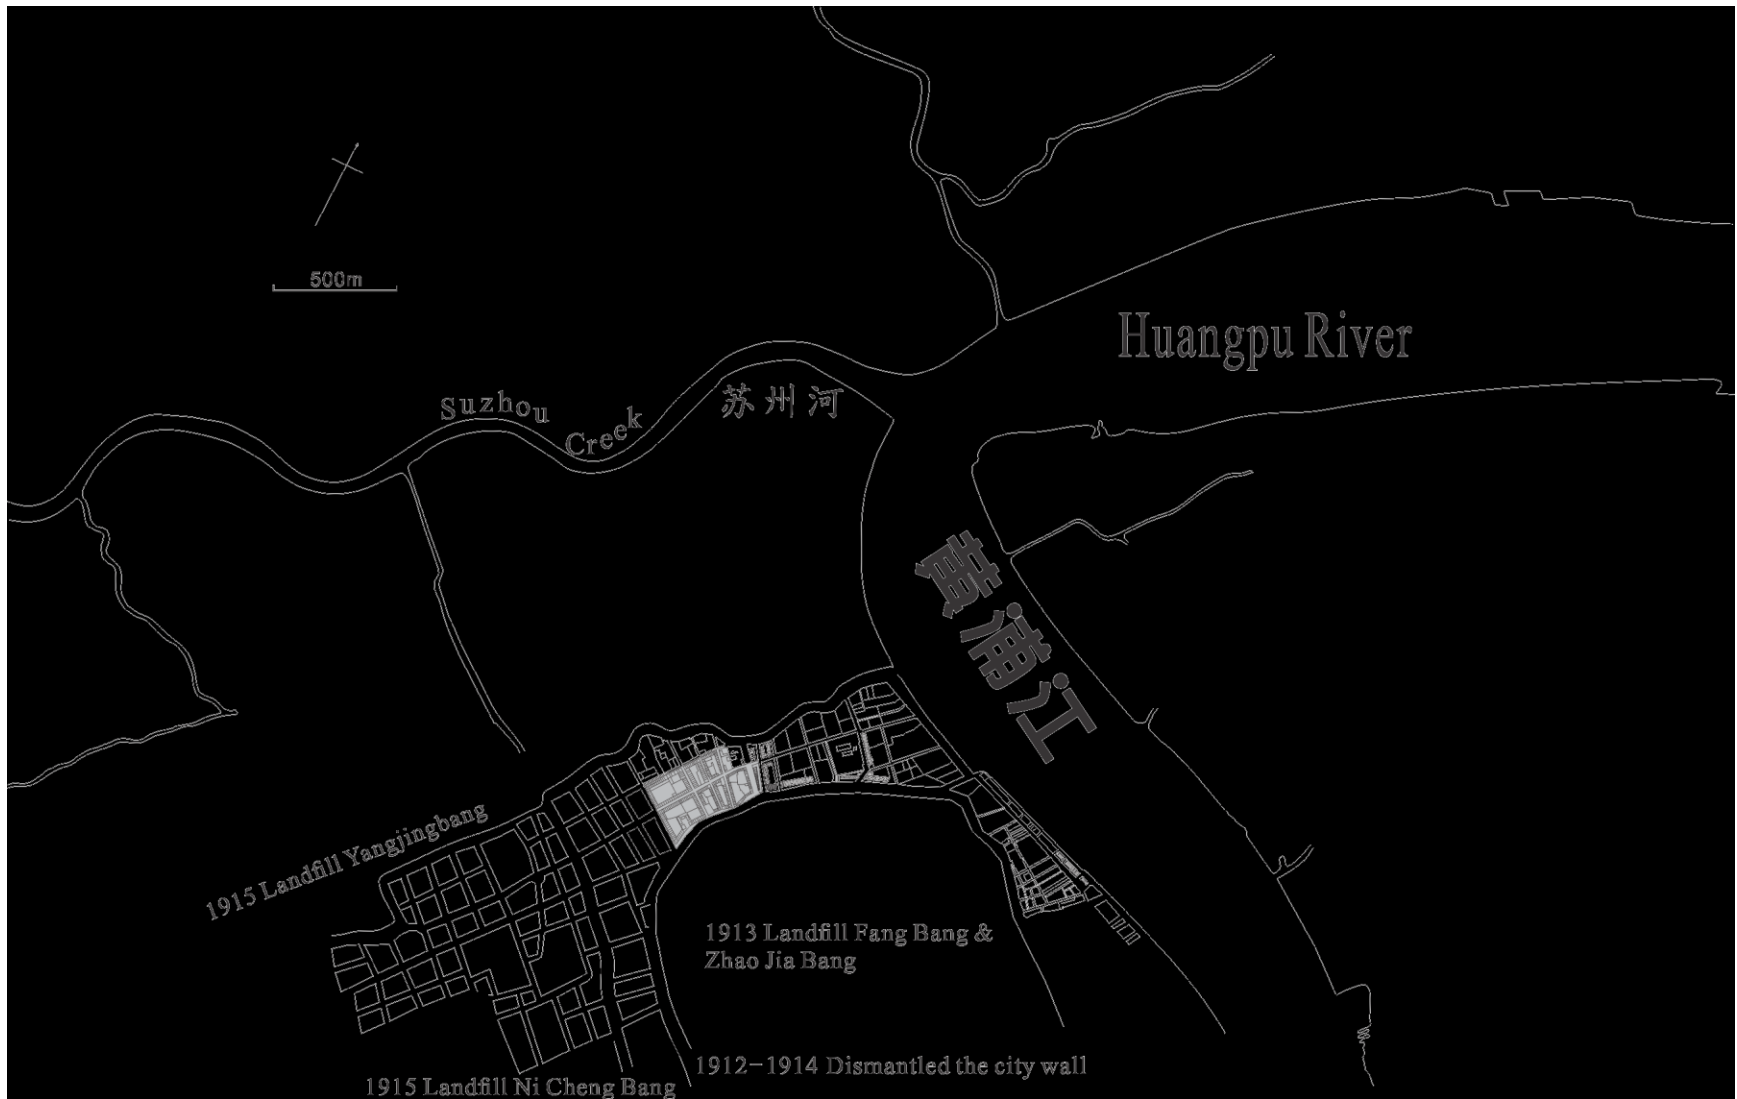 500m
Huangpu River
Suzhou Creek
苏州河
黄浦江
1915 Landfill Yangjingbang
1913 Landfill Fang Bang &
Zhao Jia Bang
1912-1914 Dismantled the city wall
1915 Landfill Ni Cheng Bang